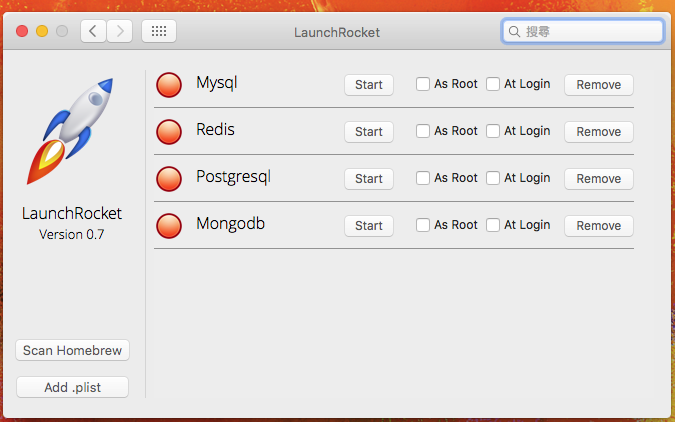 LaunchRocket
搜尋
Mysql Start As Root At Login Remove
Redis Start As Root At Login Remove
Postgresql Start As Root At Login Remove
Mongodb Start As Root At Login Remove
LaunchRocket
Version 0.7
Scan Homebrew
Add .plist